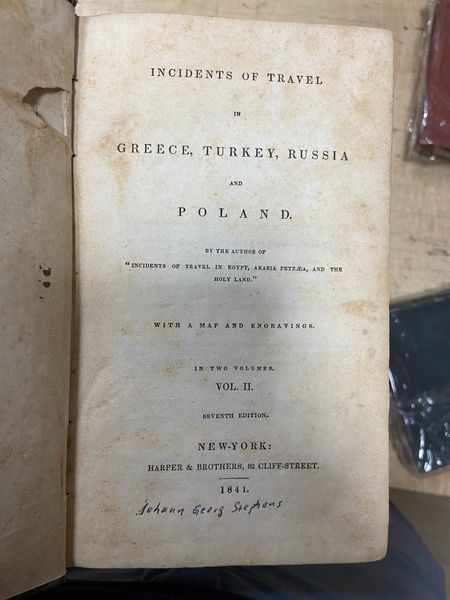 INCIDENTS OF TRAVEL
IN
GREECE, TURKEY, RUSSIA
AND
POLAND.
BY THE AUTHOR OF
"INCIDENTS OF TRAVEL IN EGYPT, ARABIA PETRÆA, AND THE
HOLY LAND."
WITH A MAP AND ENGRAVINGS.
IN TWO VOLUMES.
VOL. II.
SEVENTH EDITION.
NEW-YORK:
HARPER & BROTHERS, 82 CLIFF-STREET.
1841.
Johann Georg Stephens